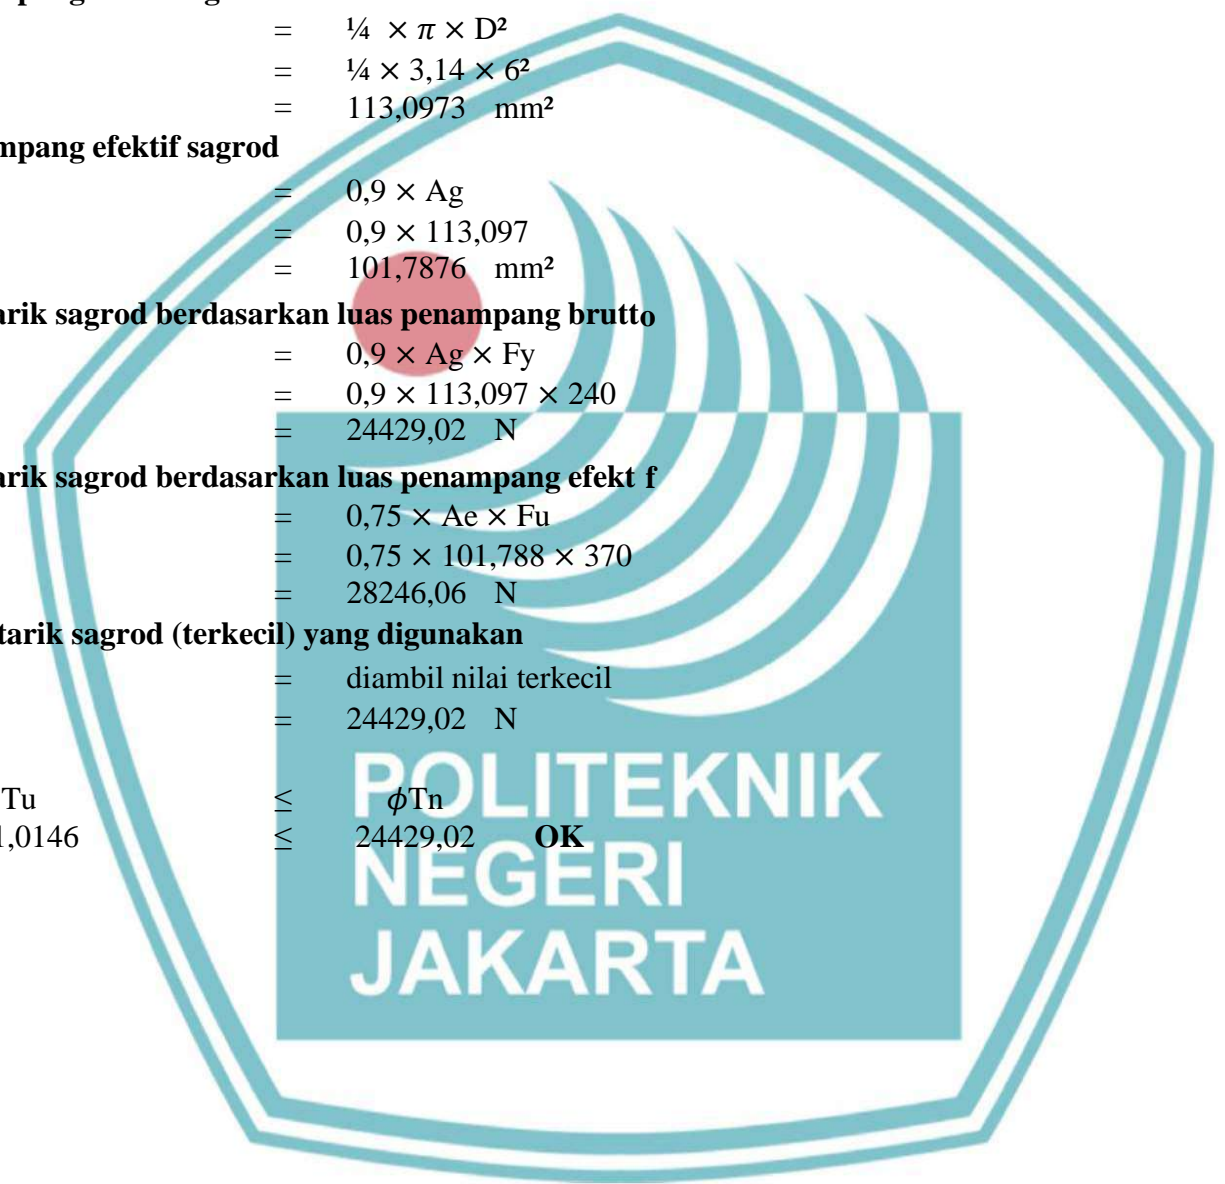 = ¼ × 𝜋 × D²
= ¼ × 3,14 × 6²
= 113,0973 mm²
mpang efektif sagrod
= 0,9 × Ag
= 0,9 × 113,097
= 101,7876 mm²
arik sagrod berdasarkan luas penampang brutto
= 0,9 × Ag × Fy
= 0,9 × 113,097 × 240
= 24429,02 N
arik sagrod berdasarkan luas penampang efekt f
= 0,75 × Ae × Fu
= 0,75 × 101,788 × 370
= 28246,06 N
tarik sagrod (terkecil) yang digunakan
= diambil nilai terkecil
= 24429,02 N
Tu ≤ 𝜙Tn
1,0146 ≤ 24429,02 OK
POLITEKNIK
NEGERI
JAKARTA